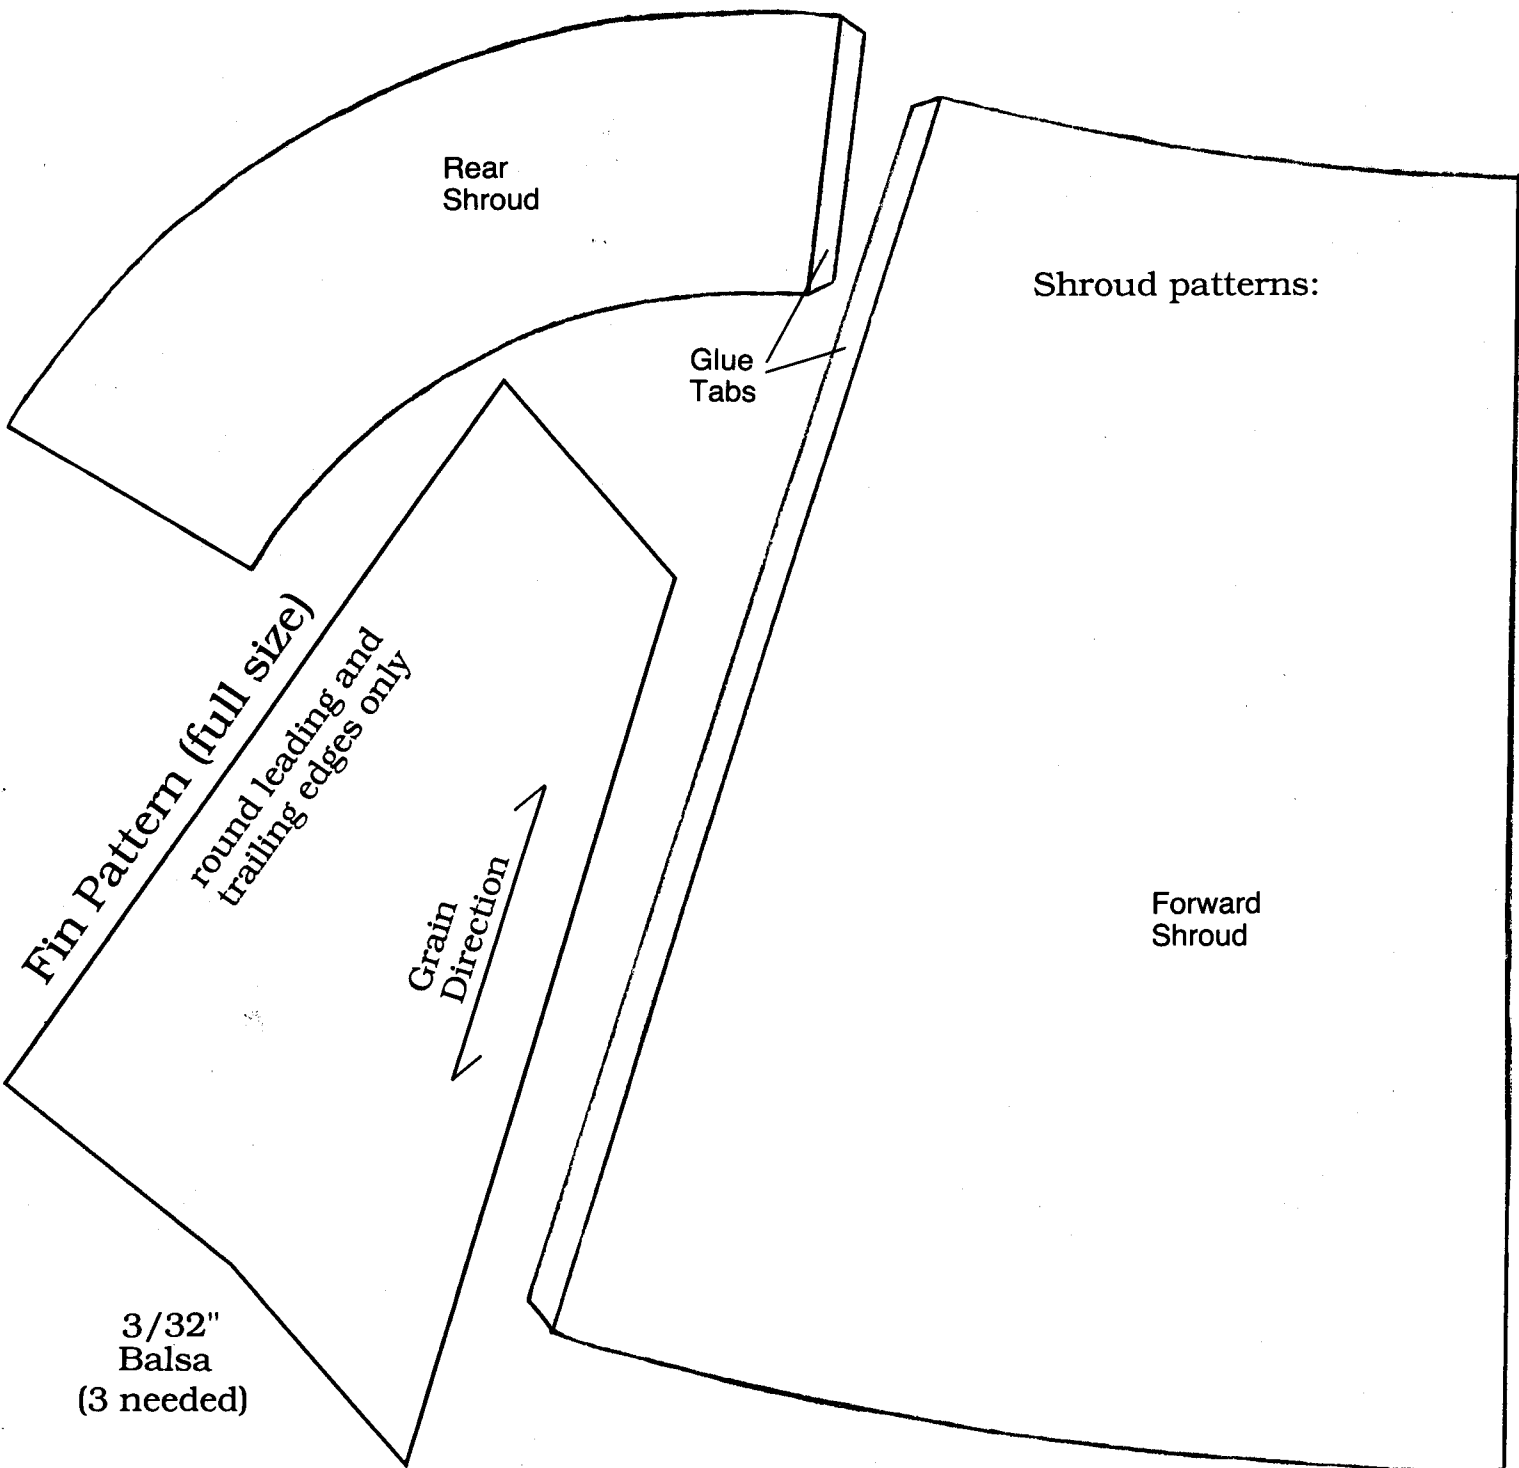 Rear
Shroud
Shroud patterns:
Glue
Tabs
Fin Pattern (full size)
round leading and
trailing edges only
Grain
Direction
Forward
Shroud
3/32"
Balsa
(3 needed)